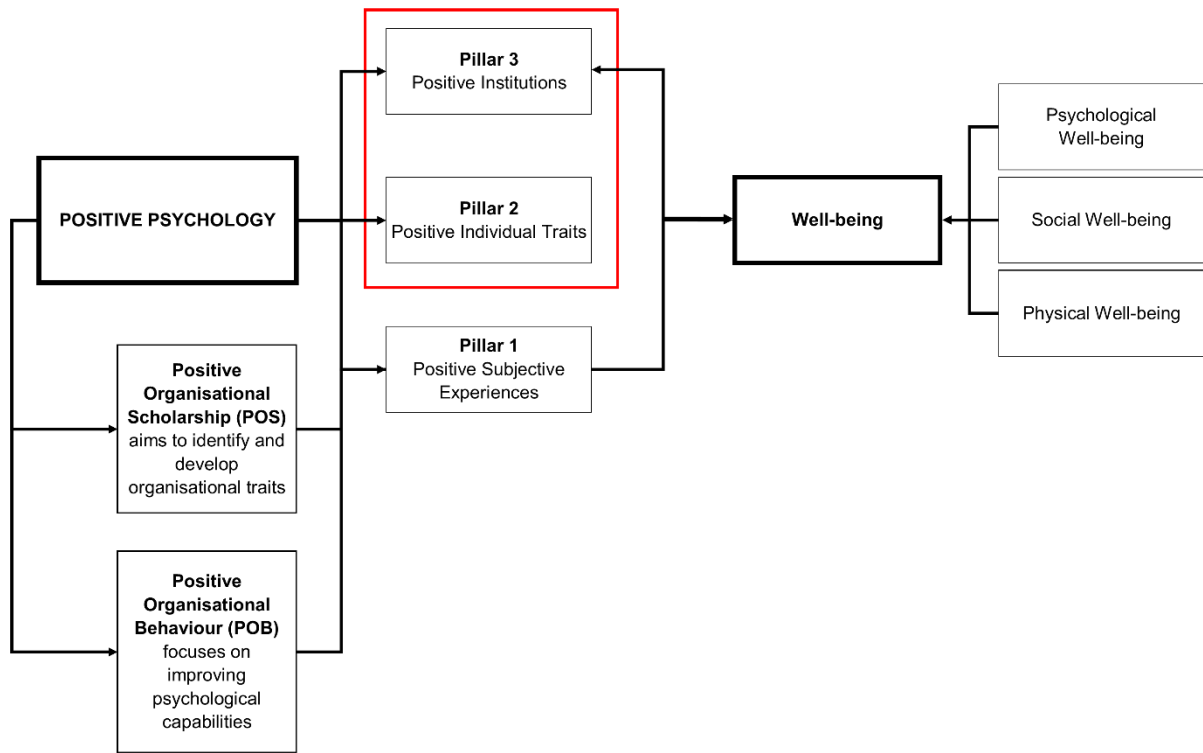 Pillar 3
Positive Institutions
POSITIVE PSYCHOLOGY
Pillar 2
Positive Individual Traits
Pillar 1
Positive Subjective
Experiences
Positive
Organisational
Scholarship (POS)
aims to identify and
develop
organisational traits
Positive
Organisational
Behaviour (POB)
focuses on
improving
psychological
capabilities
Well-being
Psychological
Well-being
Social Well-being
Physical Well-being